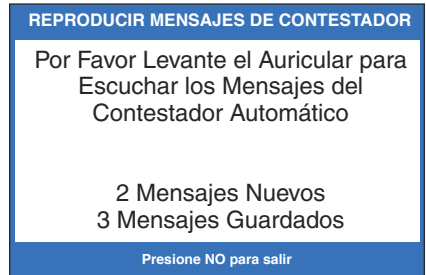 REPRODUCIR MENSAJES DE CONTESTADOR
Por Favor Levante el Auricular para
Escuchar los Mensajes del
Contestador Automático
2 Mensajes Nuevos
3 Mensajes Guardados
Presione NO para salir